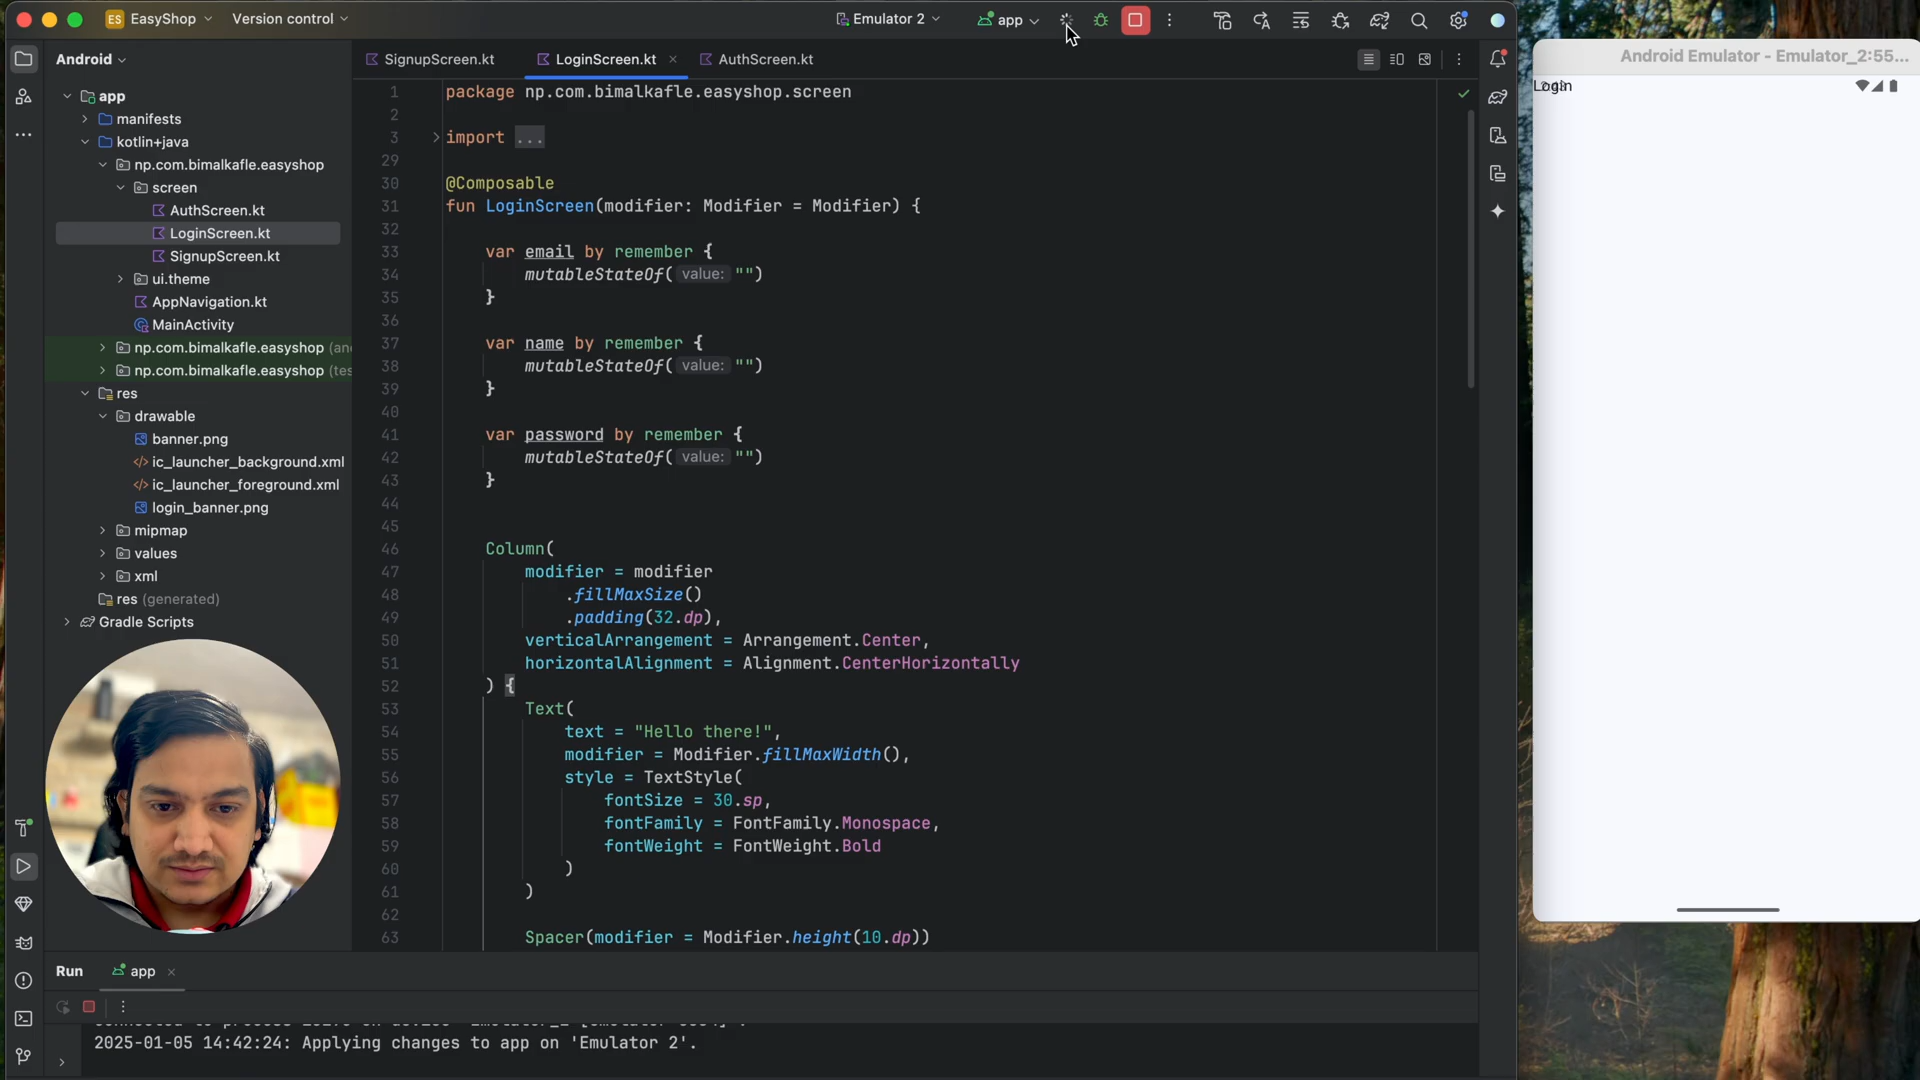 ES EasyShop Version control Emulator 2 app
Android
SignupScreen.kt LoginScreen.kt AuthScreen.kt
app
manifests
kotlin+java
np.com.bimalkafle.easyshop
screen
AuthScreen.kt
LoginScreen.kt
SignupScreen.kt
ui.theme
AppNavigation.kt
MainActivity
np.com.bimalkafle.easyshop (and
np.com.bimalkafle.easyshop (tes
res
drawable
banner.png
ic_launcher_background.xml
ic_launcher_foreground.xml
login_banner.png
mipmap
values
xml
res (generated)
Gradle Scripts
1 package np.com.bimalkafle.easyshop.screen
2
3 import ...
29
30 @Composable
31 fun LoginScreen(modifier: Modifier = Modifier) {
32
33 var email by remember {
34 mutableStateOf( value: "")
35 }
36
37 var name by remember {
38 mutableStateOf( value: "")
39 }
40
41 var password by remember {
42 mutableStateOf( value: "")
43 }
44
45
46 Column(
47 modifier = modifier
48 .fillMaxSize()
49 .padding(32.dp),
50 verticalArrangement = Arrangement.Center,
51 horizontalAlignment = Alignment.CenterHorizontally
52 ) {
53 Text(
54 text = "Hello there!",
55 modifier = Modifier.fillMaxWidth(),
56 style = TextStyle(
57 fontSize = 30.sp,
58 fontFamily = FontFamily.Monospace,
59 fontWeight = FontWeight.Bold
60 )
61 )
62
63 Spacer(modifier = Modifier.height(10.dp))
Run app
2025-01-05 14:42:24: Applying changes to app on 'Emulator 2'.
Android Emulator - Emulator_2:55...
Login